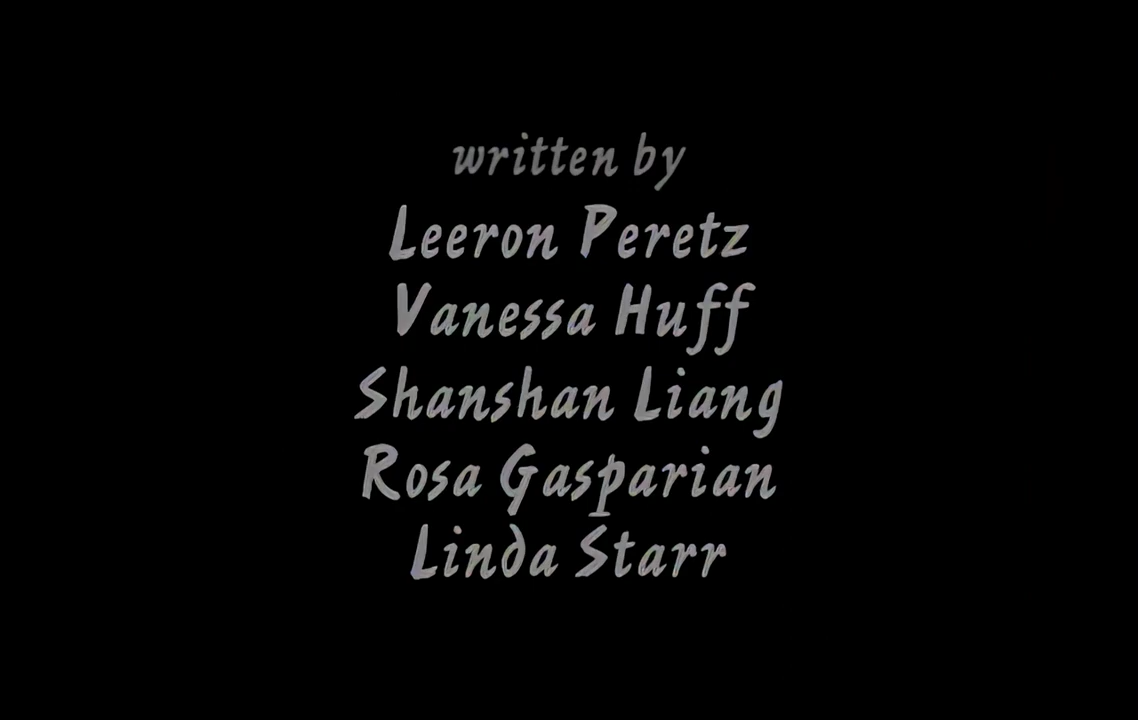 written by
Leeron Peretz
Vanessa Huff
Shanshan Liang
Rosa Gasparian
Linda Starr